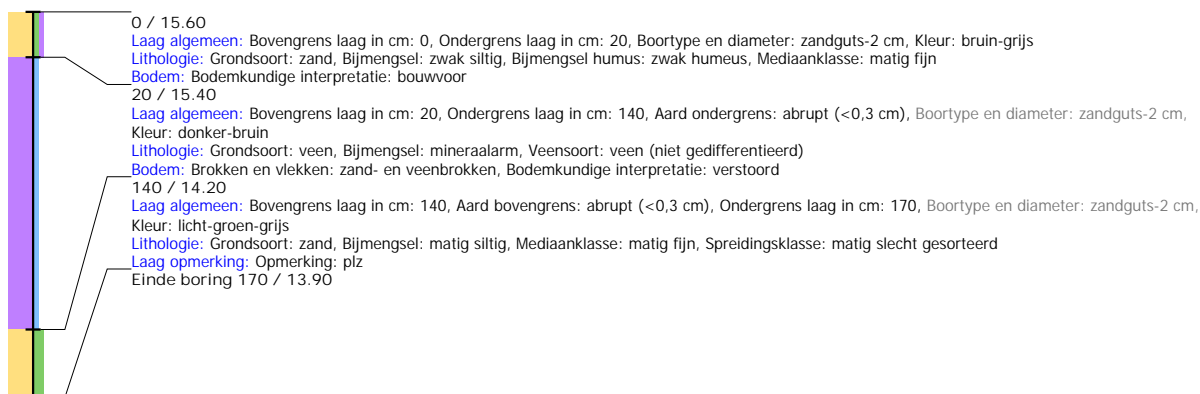 0 / 15.60
Laag algemeen: Bovengrens laag in cm: 0, Ondergrens laag in cm: 20, Boortype en diameter: zandguts-2 cm, Kleur: bruin-grijs
Lithologie: Grondsoort: zand, Bijmengsel: zwak siltig, Bijmengsel humus: zwak humeus, Mediaanklasse: matig fijn
Bodem: Bodemkundige interpretatie: bouwvoor
20 / 15.40
Laag algemeen: Bovengrens laag in cm: 20, Ondergrens laag in cm: 140, Aard ondergrens: abrupt (<0,3 cm), Boortype en diameter: zandguts-2 cm,
Kleur: donker-bruin
Lithologie: Grondsoort: veen, Bijmengsel: mineraalarm, Veensoort: veen (niet gedifferentieerd)
Bodem: Brokken en vlekken: zand- en veenbrokken, Bodemkundige interpretatie: verstoord
140 / 14.20
Laag algemeen: Bovengrens laag in cm: 140, Aard bovengrens: abrupt (<0,3 cm), Ondergrens laag in cm: 170, Boortype en diameter: zandguts-2 cm,
Kleur: licht-groen-grijs
Lithologie: Grondsoort: zand, Bijmengsel: matig siltig, Mediaanklasse: matig fijn, Spreidingsklasse: matig slecht gesorteerd
Laag opmerking: Opmerking: plz
Einde boring 170 / 13.90